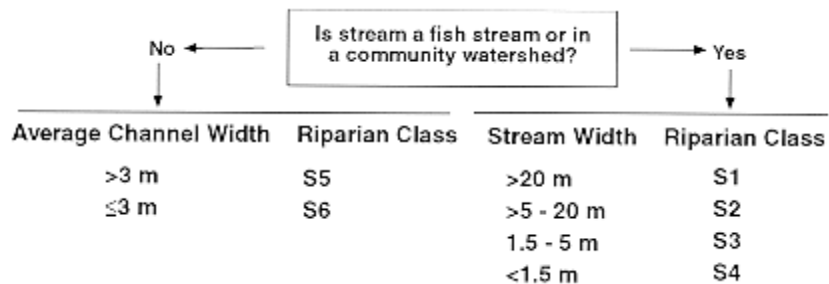 Is stream a fish stream or in
a community watershed?
No
Yes
Average Channel Width Riparian Class
>3 m S5
≤3 m S6
Stream Width Riparian Class
>20 m S1
>5 - 20 m S2
1.5 - 5 m S3
<1.5 m S4